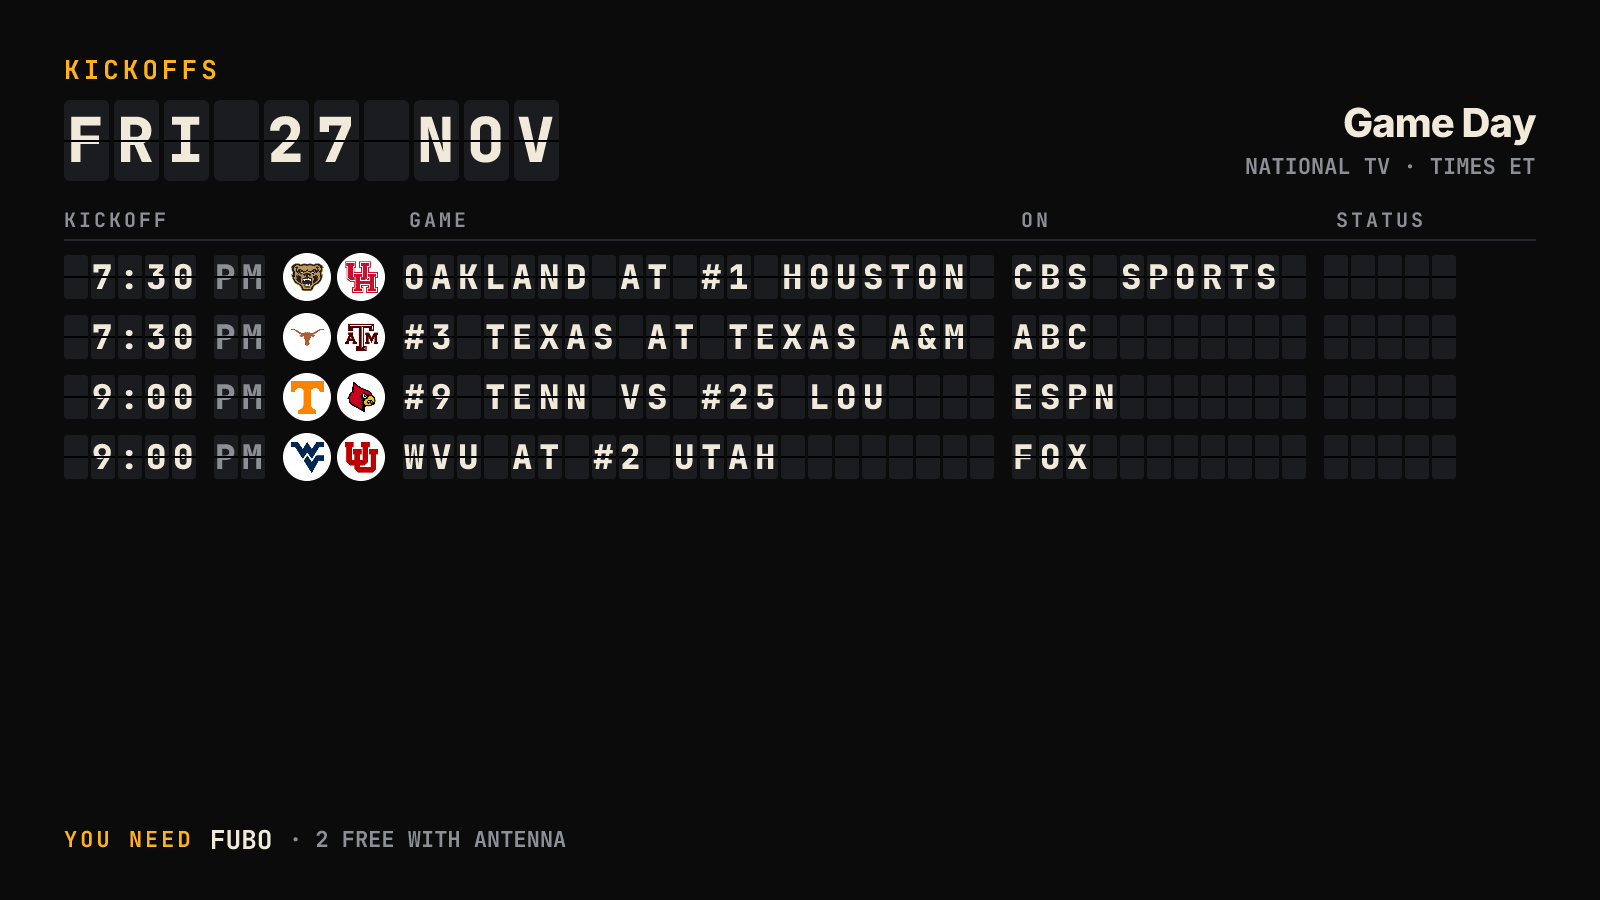 KICKOFFS
FRI 27 NOV
Game Day
NATIONAL TV · TIMES ET
KICKOFF GAME ON STATUS
7:30 PM OAKLAND AT #1 HOUSTON CBS SPORTS
7:30 PM #3 TEXAS AT TEXAS A&M ABC
9:00 PM #9 TENN VS #25 LOU ESPN
9:00 PM WVU AT #2 UTAH FOX
YOU NEED FUBO · 2 FREE WITH ANTENNA